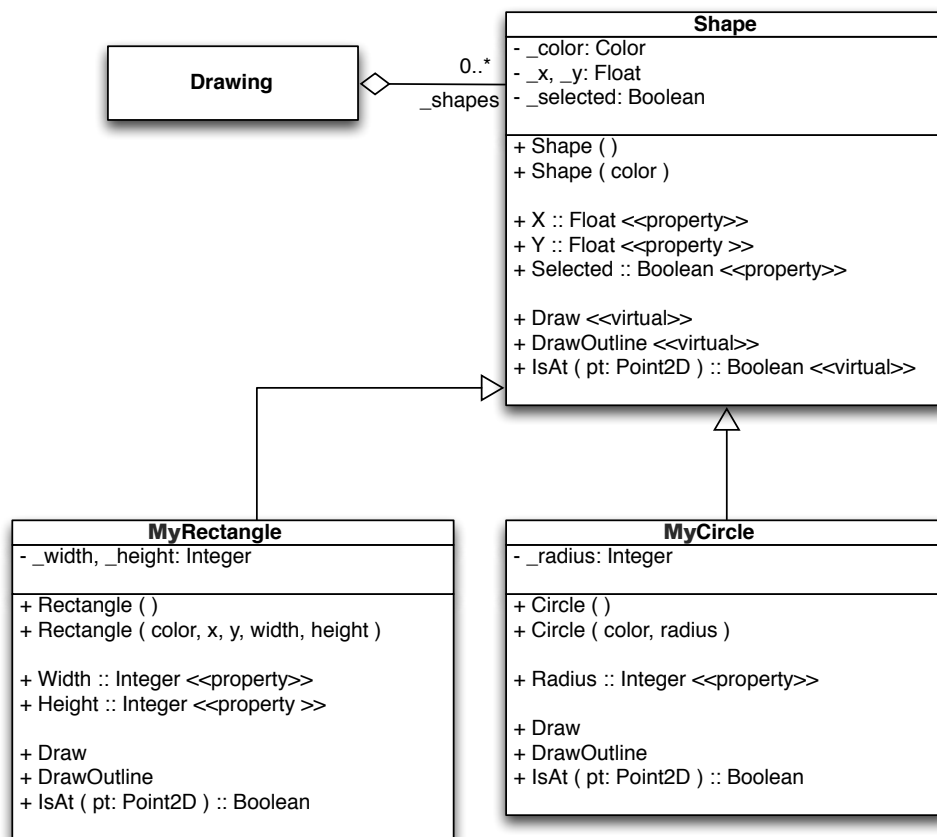 Drawing
0..*
_shapes
Shape
- _color: Color
- _x, _y: Float
- _selected: Boolean
+ Shape ( )
+ Shape ( color )
+ X :: Float <<property>>
+ Y :: Float <<property >>
+ Selected :: Boolean <<property>>
+ Draw <<virtual>>
+ DrawOutline <<virtual>>
+ IsAt ( pt: Point2D ) :: Boolean <<virtual>>
MyRectangle
- _width, _height: Integer
+ Rectangle ( )
+ Rectangle ( color, x, y, width, height )
+ Width :: Integer <<property>>
+ Height :: Integer <<property >>
+ Draw
+ DrawOutline
+ IsAt ( pt: Point2D ) :: Boolean
MyCircle
- _radius: Integer
+ Circle ( )
+ Circle ( color, radius )
+ Radius :: Integer <<property>>
+ Draw
+ DrawOutline
+ IsAt ( pt: Point2D ) :: Boolean